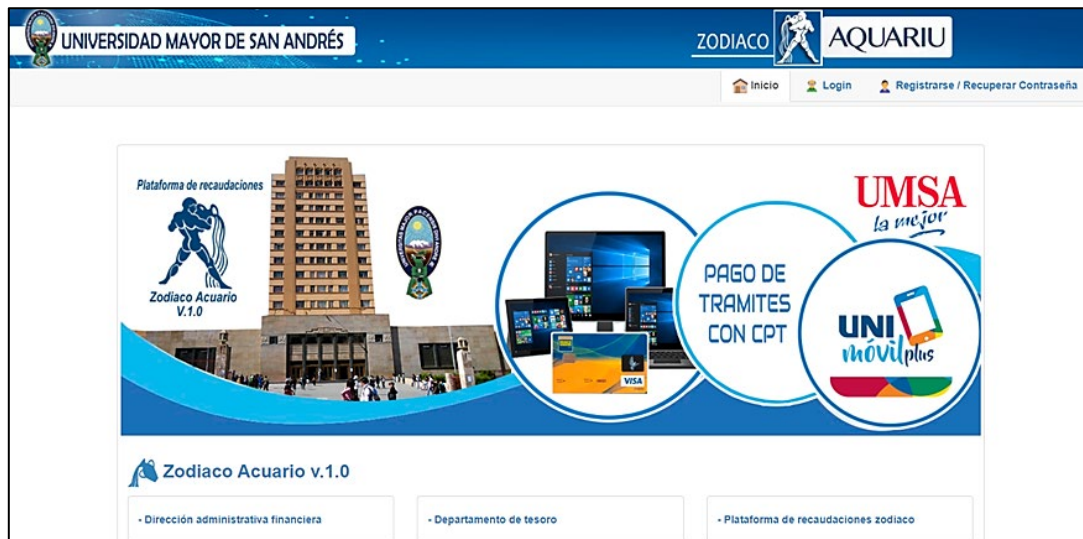 UNIVERSIDAD MAYOR DE SAN ANDRÉS
ZODIACO AQUARIU
Inicio Login Registrarse / Recuperar Contraseña
Plataforma de recaudaciones
Zodiaco Acuario
V.1.0
UMSA
la mejor
PAGO DE
TRAMITES
CON CPT
UNI
móvilplus
VISA
Zodiaco Acuario v.1.0
- Dirección administrativa financiera
- Departamento de tesoro
- Plataforma de recaudaciones zodiaco